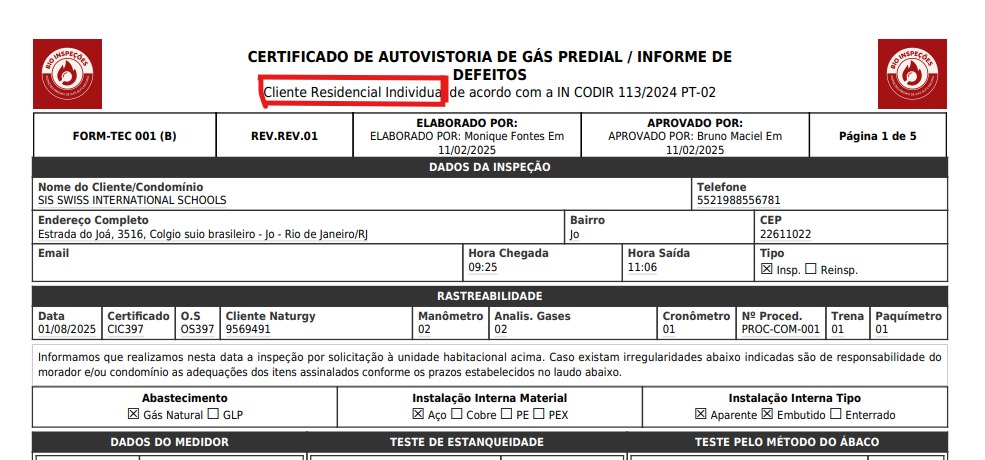 BIO INSPEÇÕES
CERTIFICADO DE AUTOVISTORIA DE GÁS PREDIAL / INFORME DE
DEFEITOS
Cliente Residencial Individual de acordo com a IN CODIR 113/2024 PT-02
BIO INSPEÇÕES
FORM-TEC 001 (B)
REV.REV.01
ELABORADO POR:
ELABORADO POR: Monique Fontes Em
11/02/2025
APROVADO POR:
APROVADO POR: Bruno Maciel Em
11/02/2025
Página 1 de 5
DADOS DA INSPEÇÃO
Nome do Cliente/Condomínio
SIS SWISS INTERNATIONAL SCHOOLS
Telefone
5521988556781
Endereço Completo
Estrada do Joá, 3516, Colgio suio brasileiro - Jo - Rio de Janeiro/RJ
Bairro
Jo
CEP
22611022
Email
Hora Chegada
09:25
Hora Saída
11:06
Tipo
☒ Insp. ☐ Reinsp.
RASTREABILIDADE
Data
01/08/2025
Certificado
CIC397
O.S
OS397
Cliente Naturgy
9569491
Manômetro
02
Analis. Gases
02
Cronômetro
01
Nº Proced.
PROC-COM-001
Trena
01
Paquímetro
01
Informamos que realizamos nesta data a inspeção por solicitação à unidade habitacional acima. Caso existam irregularidades abaixo indicadas são de responsabilidade do
morador e/ou condomínio as adequações dos itens assinalados conforme os prazos estabelecidos no laudo abaixo.
Abastecimento
☒ Gás Natural ☐ GLP
Instalação Interna Material
☒ Aço ☐ Cobre ☐ PE ☐ PEX
Instalação Interna Tipo
☒ Aparente ☒ Embutido ☐ Enterrado
DADOS DO MEDIDOR
TESTE DE ESTANQUEIDADE
TESTE PELO MÉTODO DO ÁBACO